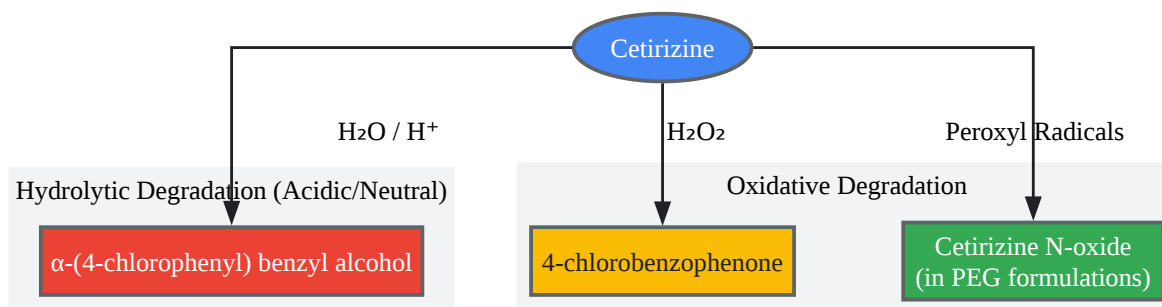 Cetirizine
H₂O / H⁺
H₂O₂
Peroxyl Radicals
Hydrolytic Degradation (Acidic/Neutral)
Oxidative Degradation
α-(4-chlorophenyl) benzyl alcohol
4-chlorobenzophenone
Cetirizine N-oxide
(in PEG formulations)